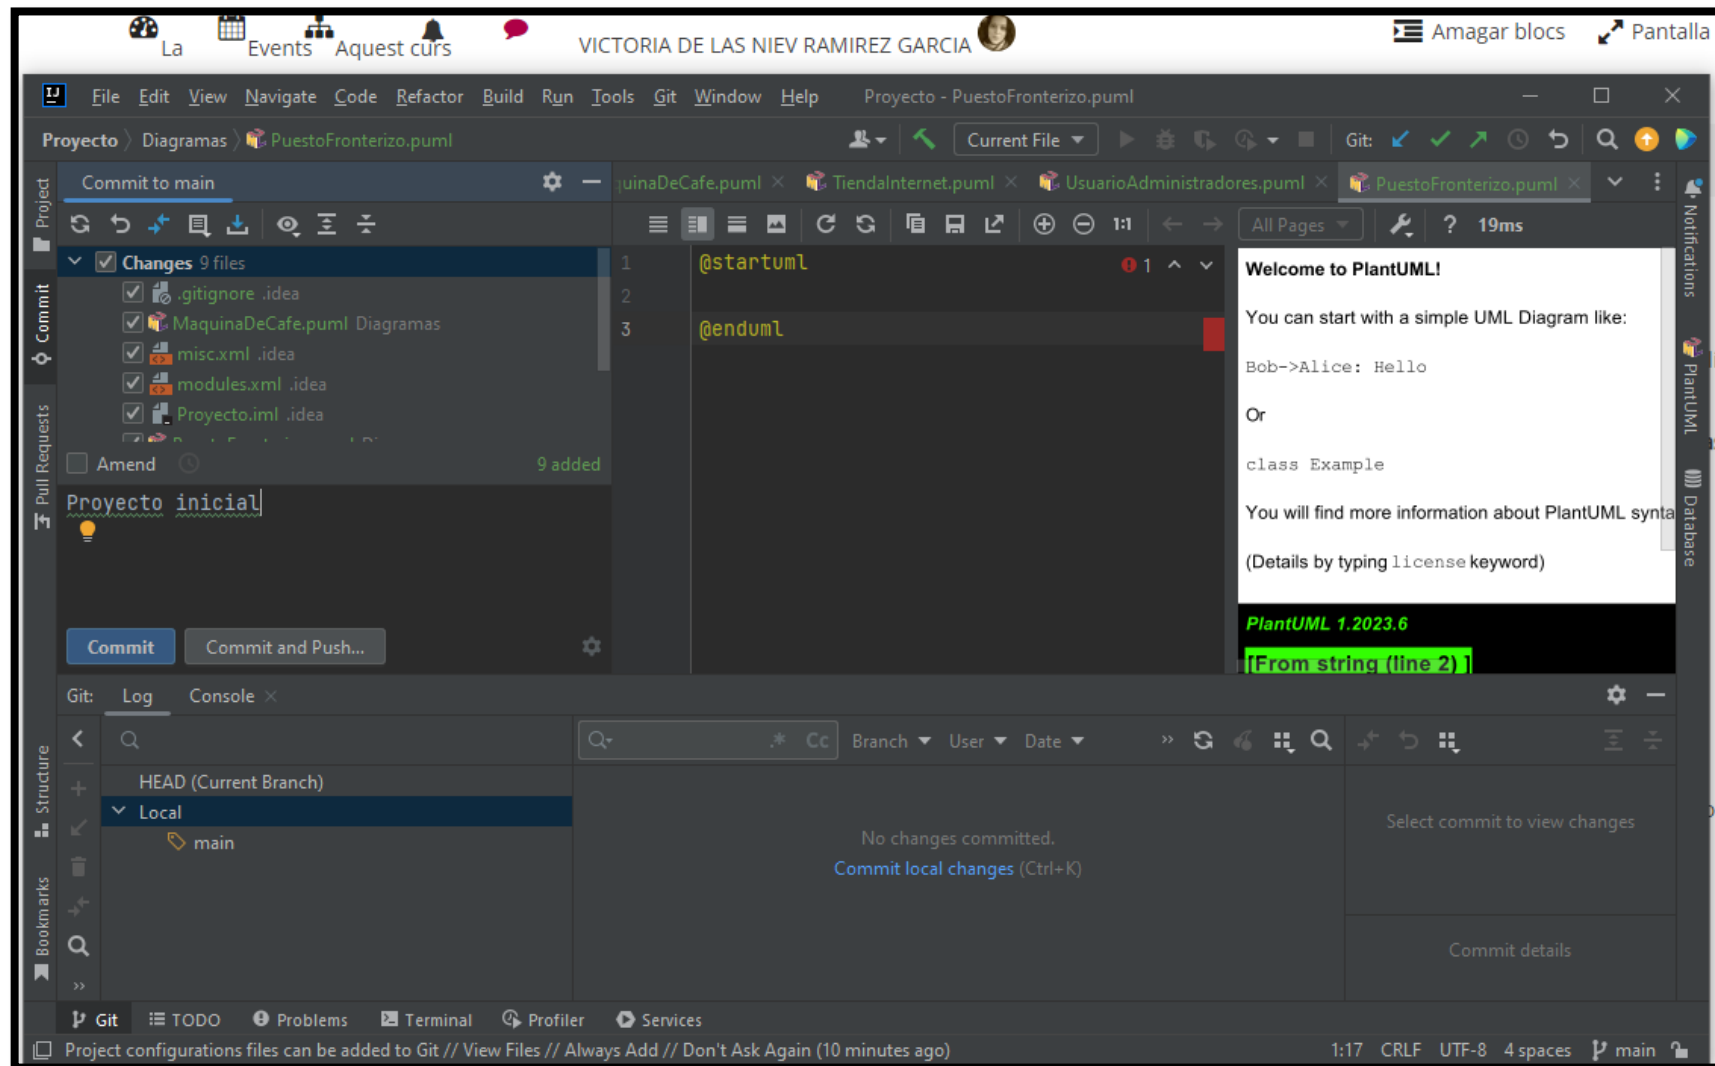 La Events Aquest curs VICTORIA DE LAS NIEV RAMIREZ GARCIA Amagar blocs Pantalla
IJ File Edit View Navigate Code Refactor Build Run Tools Git Window Help Proyecto - PuestoFronterizo.puml
Proyecto Diagramas PuestoFronterizo.puml Current File Git:
Commit to main
quinaDeCafe.puml TiendaInternet.puml UsuarioAdministradores.puml PuestoFronterizo.puml
1:1 All Pages ? 19ms
Changes 9 files
.gitignore .idea
MaquinaDeCafe.puml Diagramas
misc.xml .idea
modules.xml .idea
Proyecto.iml .idea
Amend 9 added
Proyecto inicial
Commit Commit and Push...
1 @startuml 1
2
3 @enduml
Welcome to PlantUML!
You can start with a simple UML Diagram like:
Bob->Alice: Hello
Or
class Example
You will find more information about PlantUML synta
(Details by typing license keyword)
PlantUML 1.2023.6
[From string (line 2) ]
Project
Commit
Pull Requests
Structure
Bookmarks
Notifications
PlantUML
Database
Git: Log Console
.* Cc Branch User Date
HEAD (Current Branch)
Local
main
No changes committed.
Commit local changes (Ctrl+K)
Select commit to view changes
Commit details
Git TODO Problems Terminal Profiler Services
Project configurations files can be added to Git // View Files // Always Add // Don't Ask Again (10 minutes ago) 1:17 CRLF UTF-8 4 spaces main